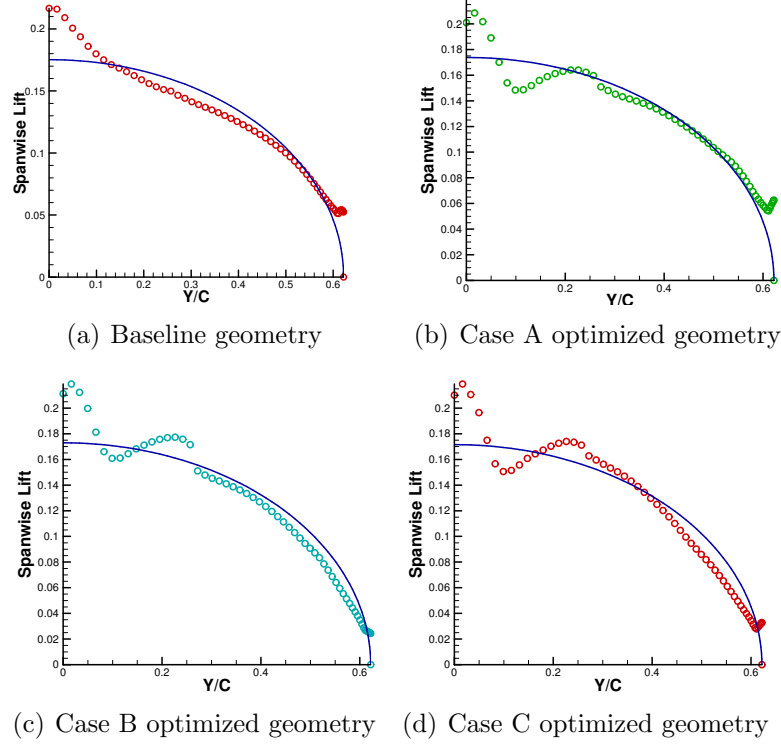 0.2
0.15
0.1
0.05
0
Spanwise Lift
0 0.1 0.2 0.3 0.4 0.5 0.6
Y/C
(a) Baseline geometry
0.2
0.18
0.16
0.14
0.12
0.1
0.08
0.06
0.04
0.02
0
Spanwise Lift
0 0.2 0.4 0.6
Y/C
(b) Case A optimized geometry
0.2
0.18
0.16
0.14
0.12
0.1
0.08
0.06
0.04
0.02
0
Spanwise Lift
0 0.2 0.4 0.6
Y/C
(c) Case B optimized geometry
0.2
0.18
0.16
0.14
0.12
0.1
0.08
0.06
0.04
0.02
0
Spanwise Lift
0 0.2 0.4 0.6
Y/C
(d) Case C optimized geometry